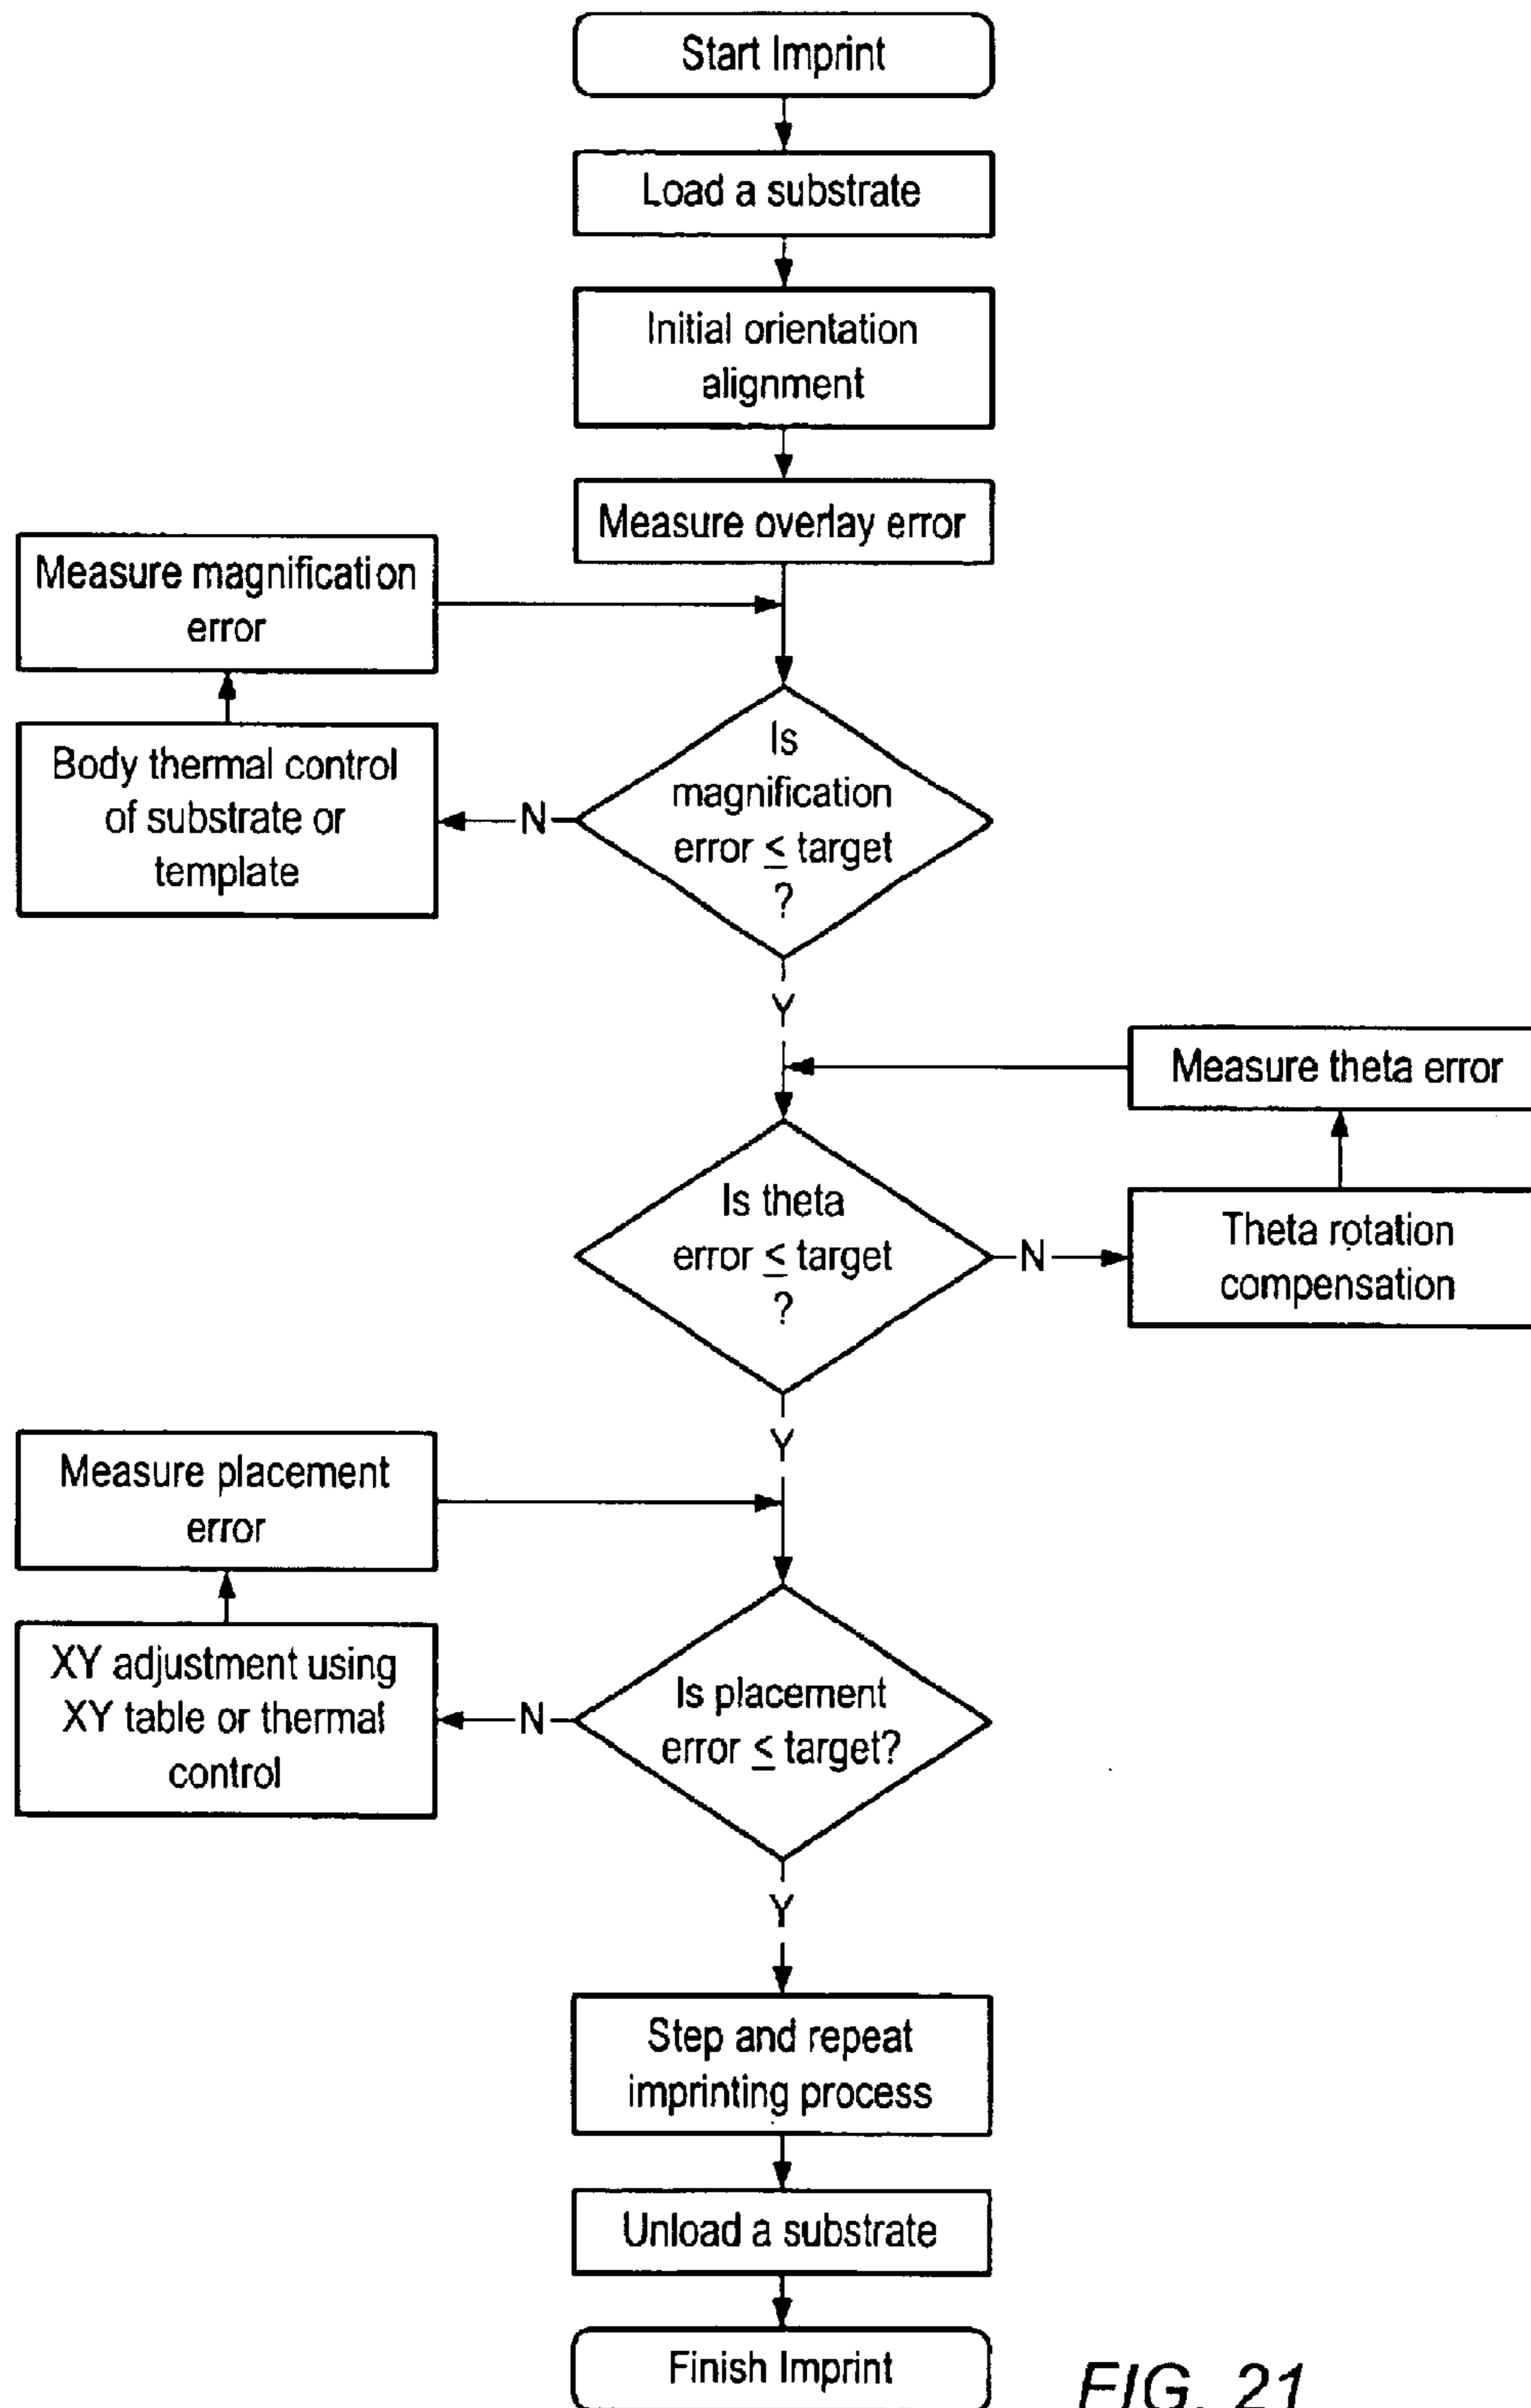 Start Imprint
Load a substrate
Initial orientation
alignment
Measure overlay error
Measure magnification
error
Body thermal control
of substrate or
template
N
Is
magnification
error ≤ target
?
Y
Measure theta error
Is theta
error ≤ target
?
N
Theta rotation
compensation
Y
Measure placement
error
XY adjustment using
XY table or thermal
control
N
Is placement
error ≤ target?
Y
Step and repeat
imprinting process
Unload a substrate
Finish Imprint
FIG. 21